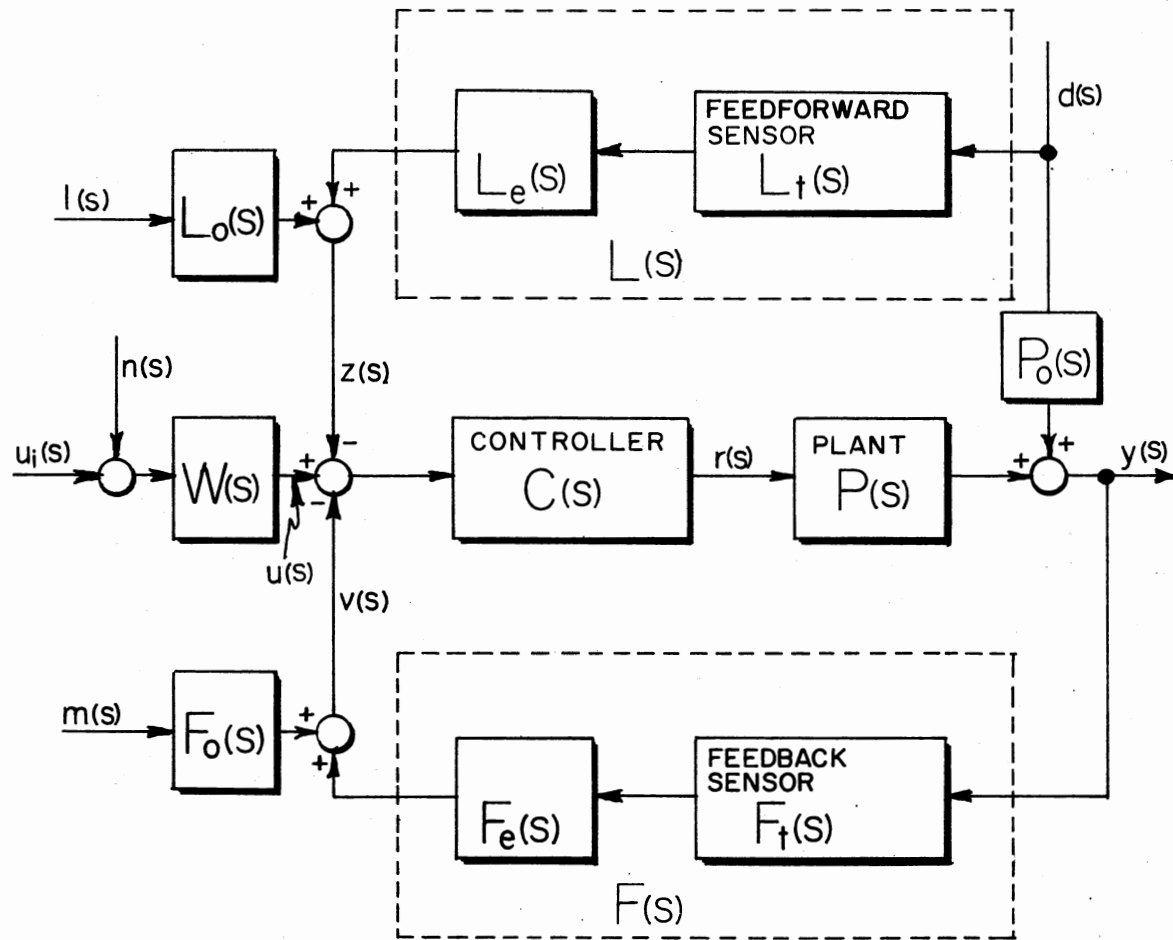 d(s)
FEEDFORWARD
SENSOR
Lt(s)
Le(s)
+
+
l(s)
Lo(s)
L(s)
Po(s)
n(s)
z(s)
+
ui(s)
W(s)
+
−
−
u(s)
CONTROLLER
C(s)
r(s)
PLANT
P(s)
+
y(s)
v(s)
m(s)
Fo(s)
+
+
Fe(s)
FEEDBACK
SENSOR
Ft(s)
F(s)